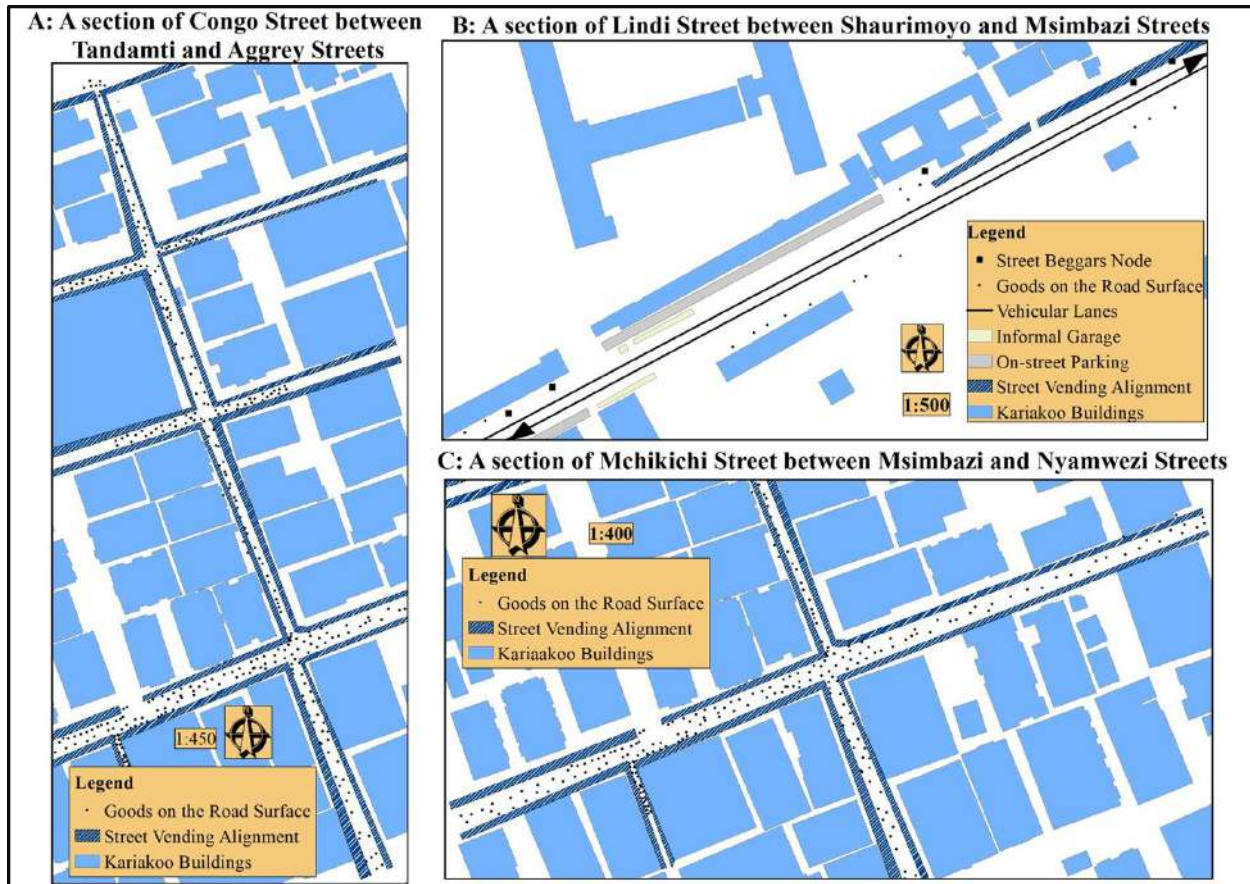 A: A section of Congo Street between
Tandamti and Aggrey Streets
1:450
Legend
Goods on the Road Surface
Street Vending Alignment
Kariakoo Buildings
B: A section of Lindi Street between Shaurimoyo and Msimbazi Streets
Legend
Street Beggars Node
Goods on the Road Surface
Vehicular Lanes
Informal Garage
On-street Parking
Street Vending Alignment
Kariakoo Buildings
1:500
C: A section of Mchikichi Street between Msimbazi and Nyamwezi Streets
1:400
Legend
Goods on the Road Surface
Street Vending Alignment
Kariaakoo Buildings